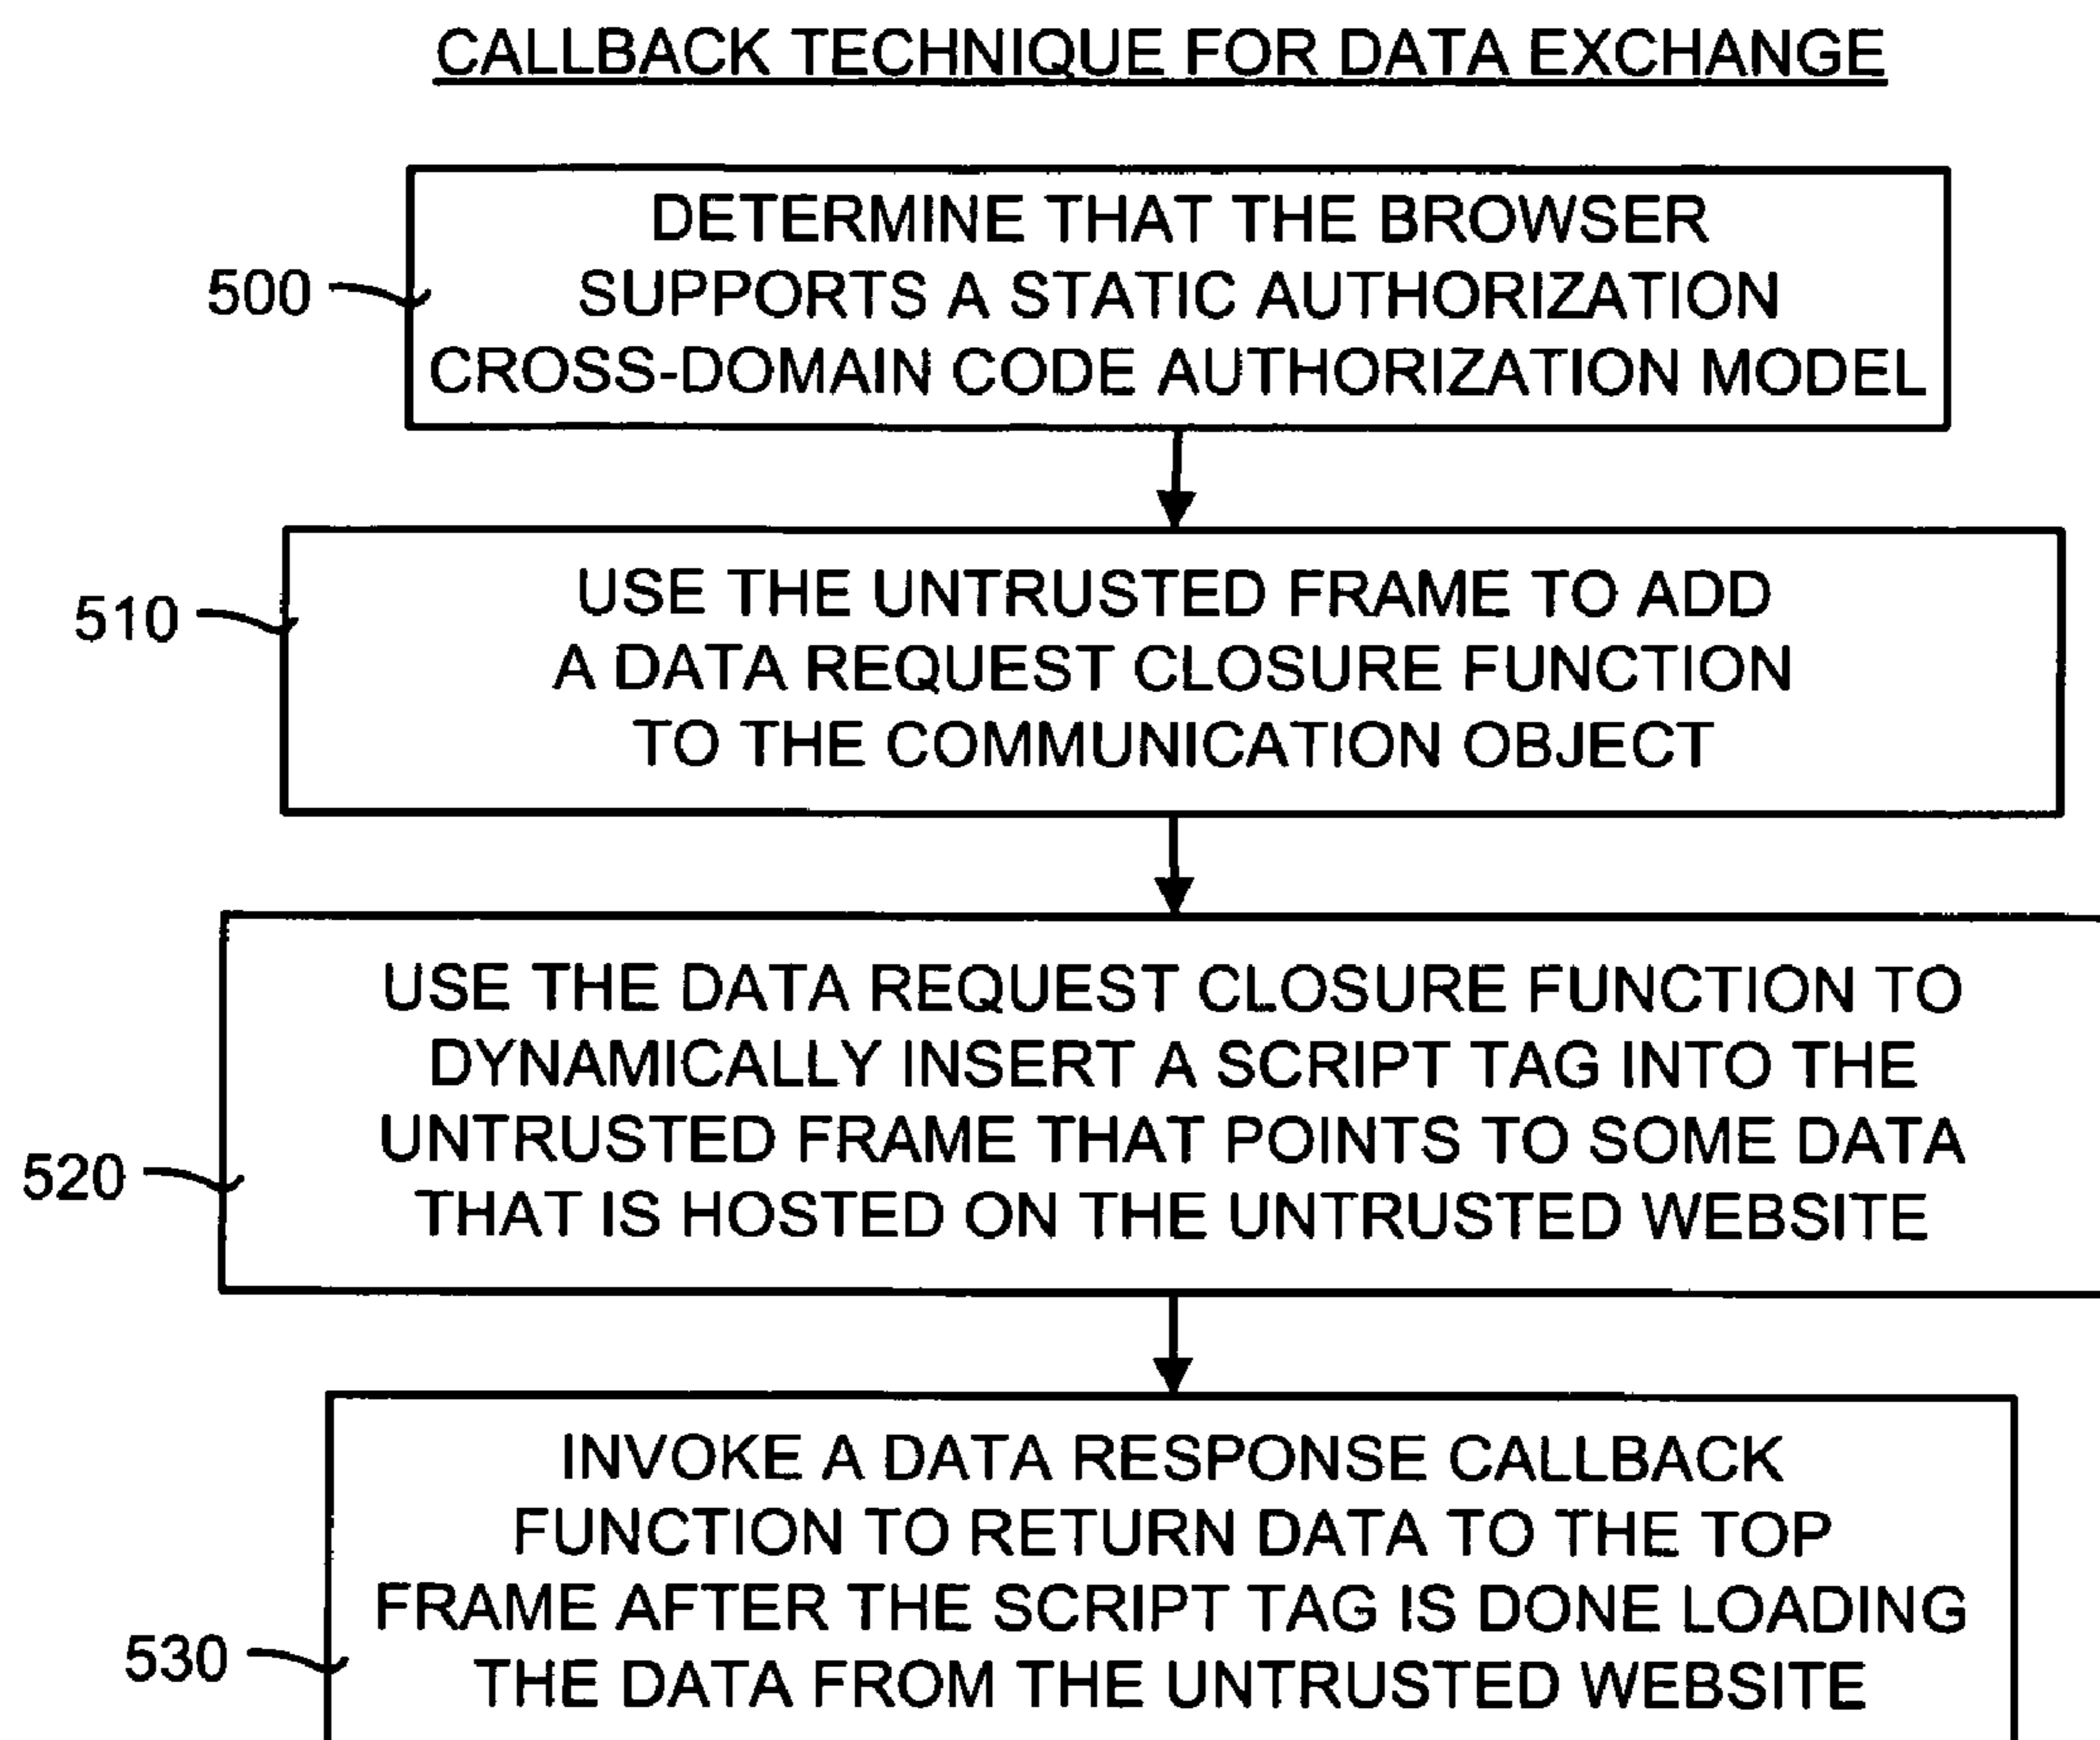 CALLBACK TECHNIQUE FOR DATA EXCHANGE
DETERMINE THAT THE BROWSER
SUPPORTS A STATIC AUTHORIZATION
CROSS-DOMAIN CODE AUTHORIZATION MODEL
500
USE THE UNTRUSTED FRAME TO ADD
A DATA REQUEST CLOSURE FUNCTION
TO THE COMMUNICATION OBJECT
510
USE THE DATA REQUEST CLOSURE FUNCTION TO
DYNAMICALLY INSERT A SCRIPT TAG INTO THE
UNTRUSTED FRAME THAT POINTS TO SOME DATA
THAT IS HOSTED ON THE UNTRUSTED WEBSITE
520
INVOKE A DATA RESPONSE CALLBACK
FUNCTION TO RETURN DATA TO THE TOP
FRAME AFTER THE SCRIPT TAG IS DONE LOADING
THE DATA FROM THE UNTRUSTED WEBSITE
530